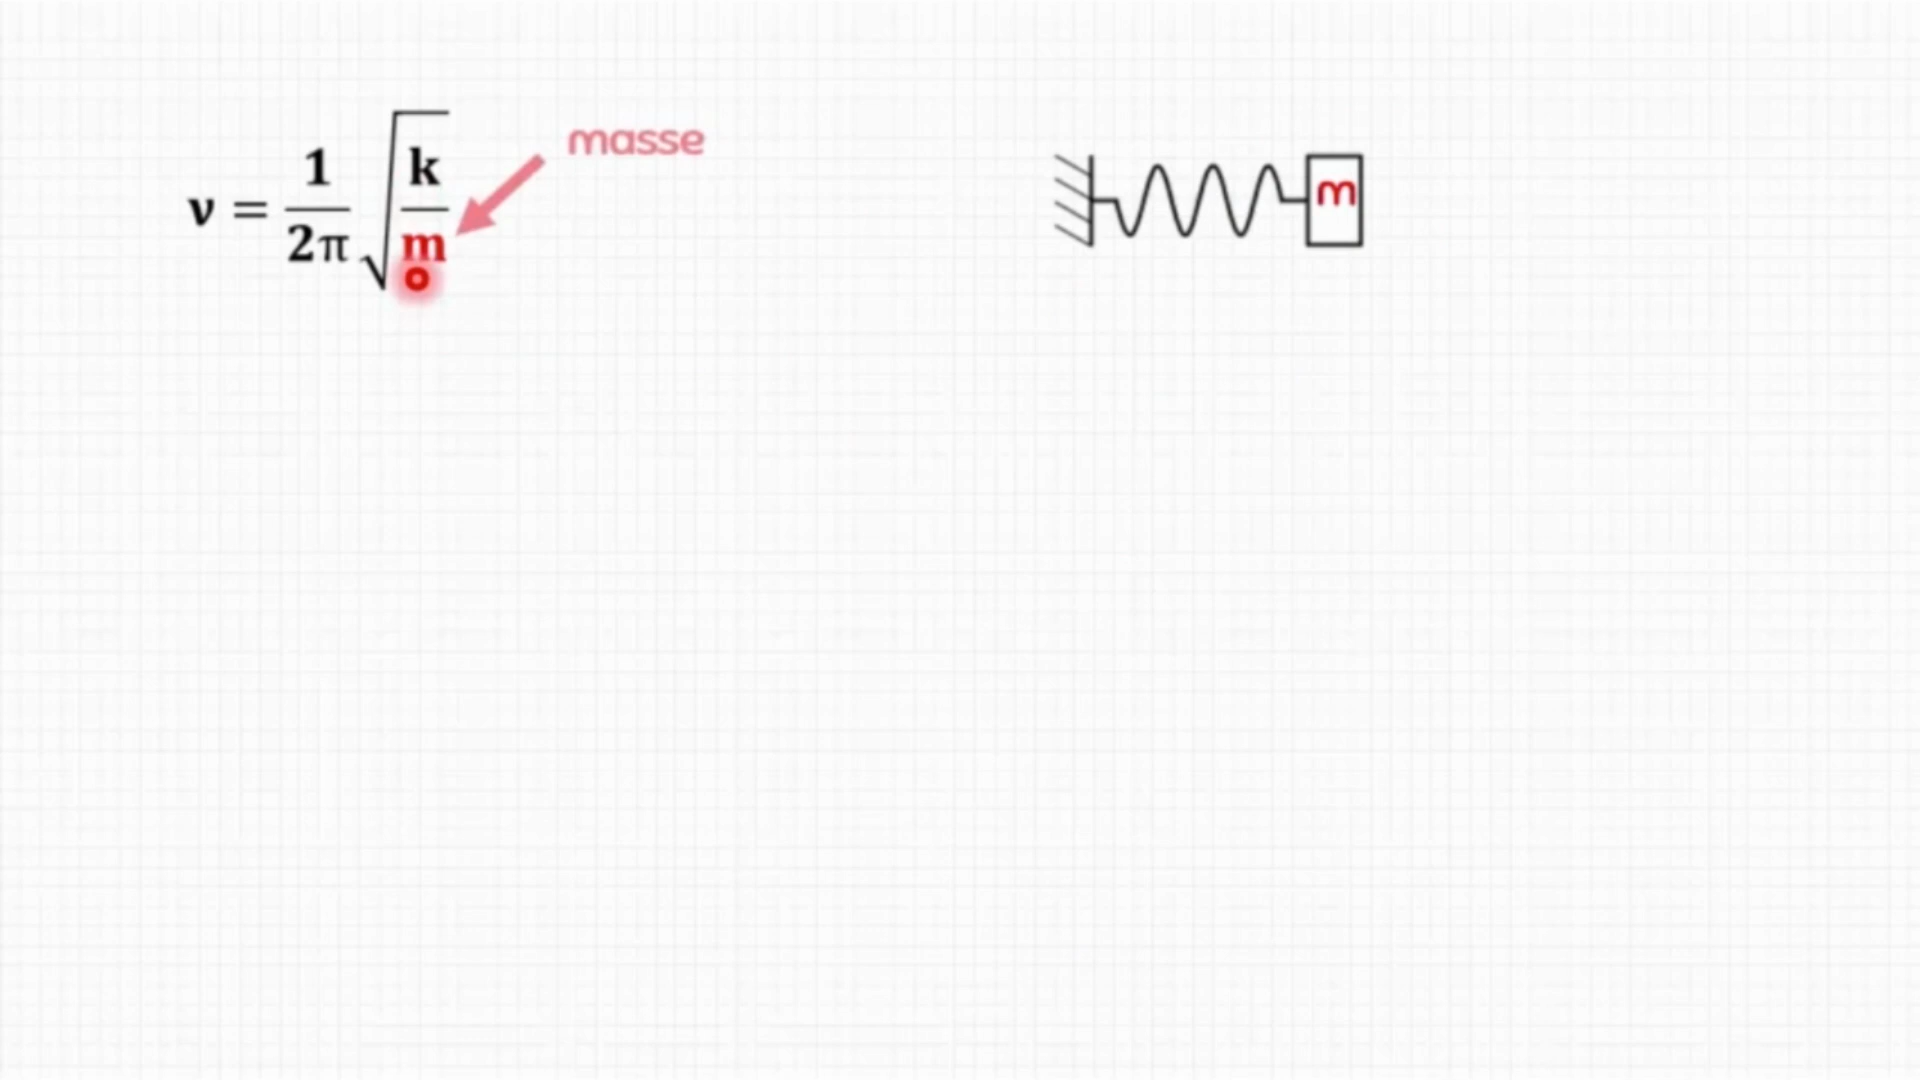 ν = 1/2π √(k/m)
masse
m